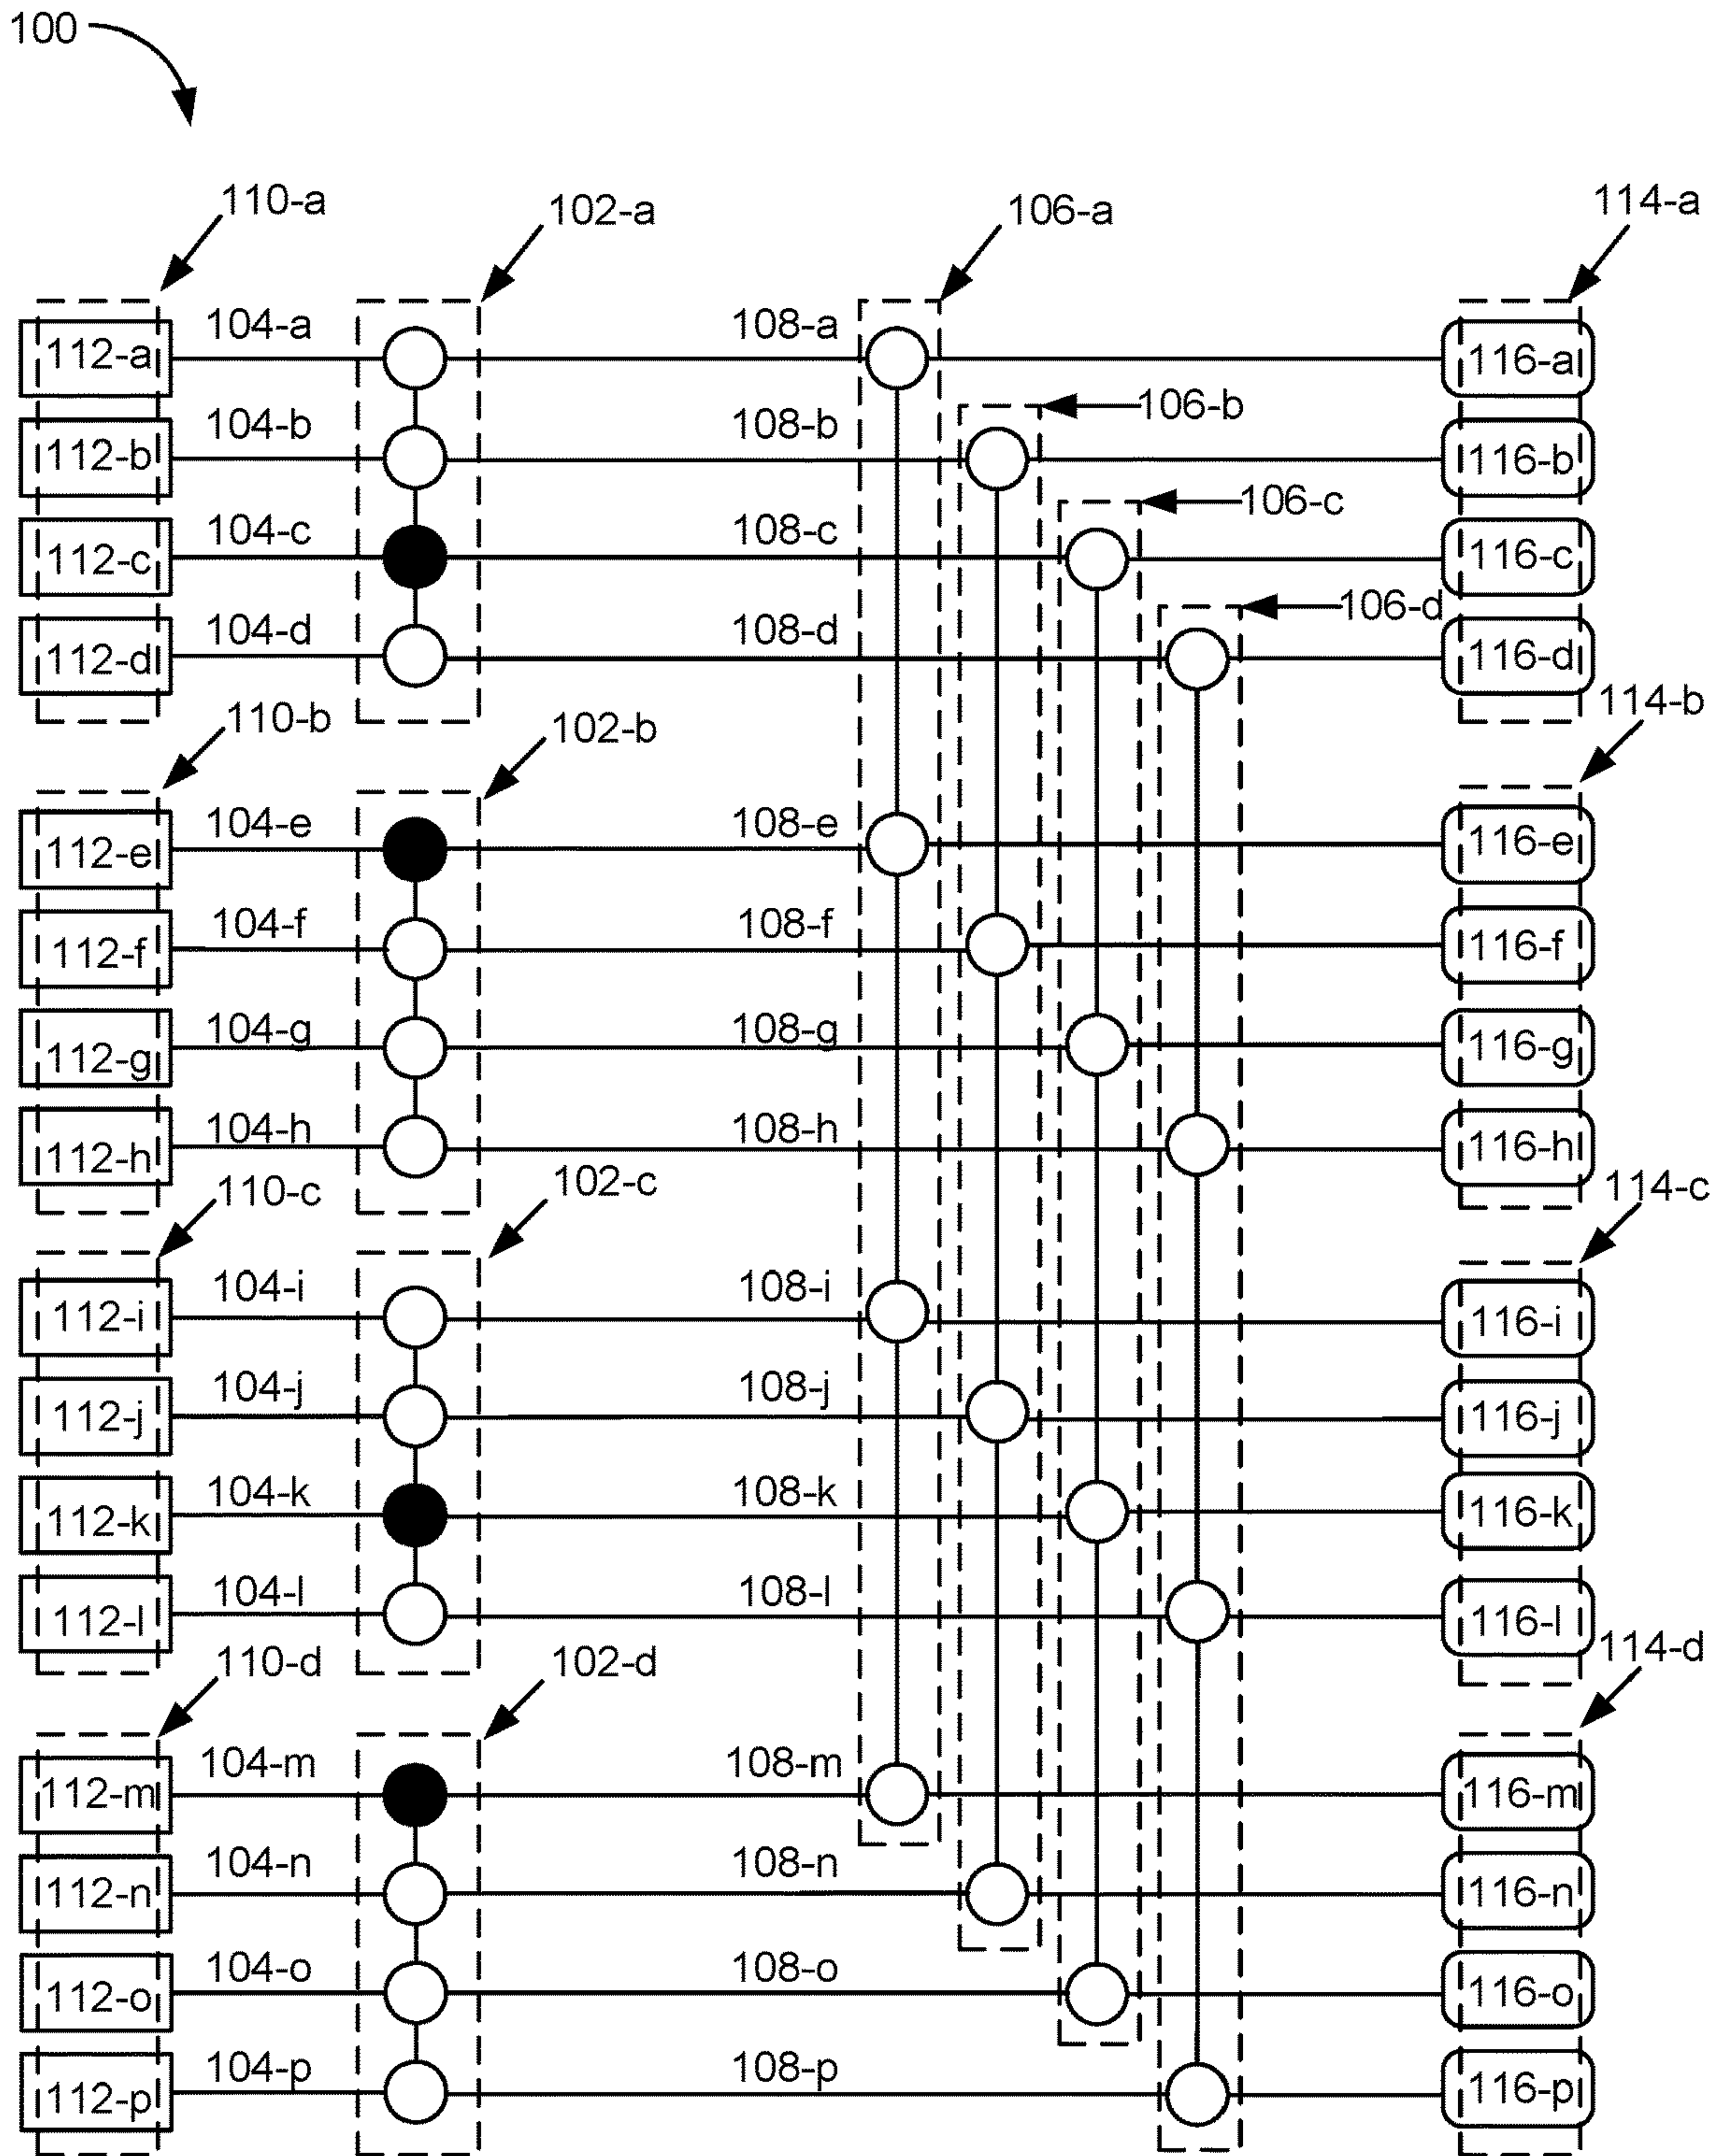 100
110-a 102-a 106-a 114-a
112-a 104-a 108-a 116-a
106-b
112-b 104-b 108-b 116-b
106-c
112-c 104-c 108-c 116-c
106-d
112-d 104-d 108-d 116-d
110-b 102-b 114-b
112-e 104-e 108-e 116-e
112-f 104-f 108-f 116-f
112-g 104-g 108-g 116-g
112-h 104-h 108-h 116-h
110-c 102-c 114-c
112-i 104-i 108-i 116-i
112-j 104-j 108-j 116-j
112-k 104-k 108-k 116-k
112-l 104-l 108-l 116-l
110-d 102-d 114-d
112-m 104-m 108-m 116-m
112-n 104-n 108-n 116-n
112-o 104-o 108-o 116-o
112-p 104-p 108-p 116-p